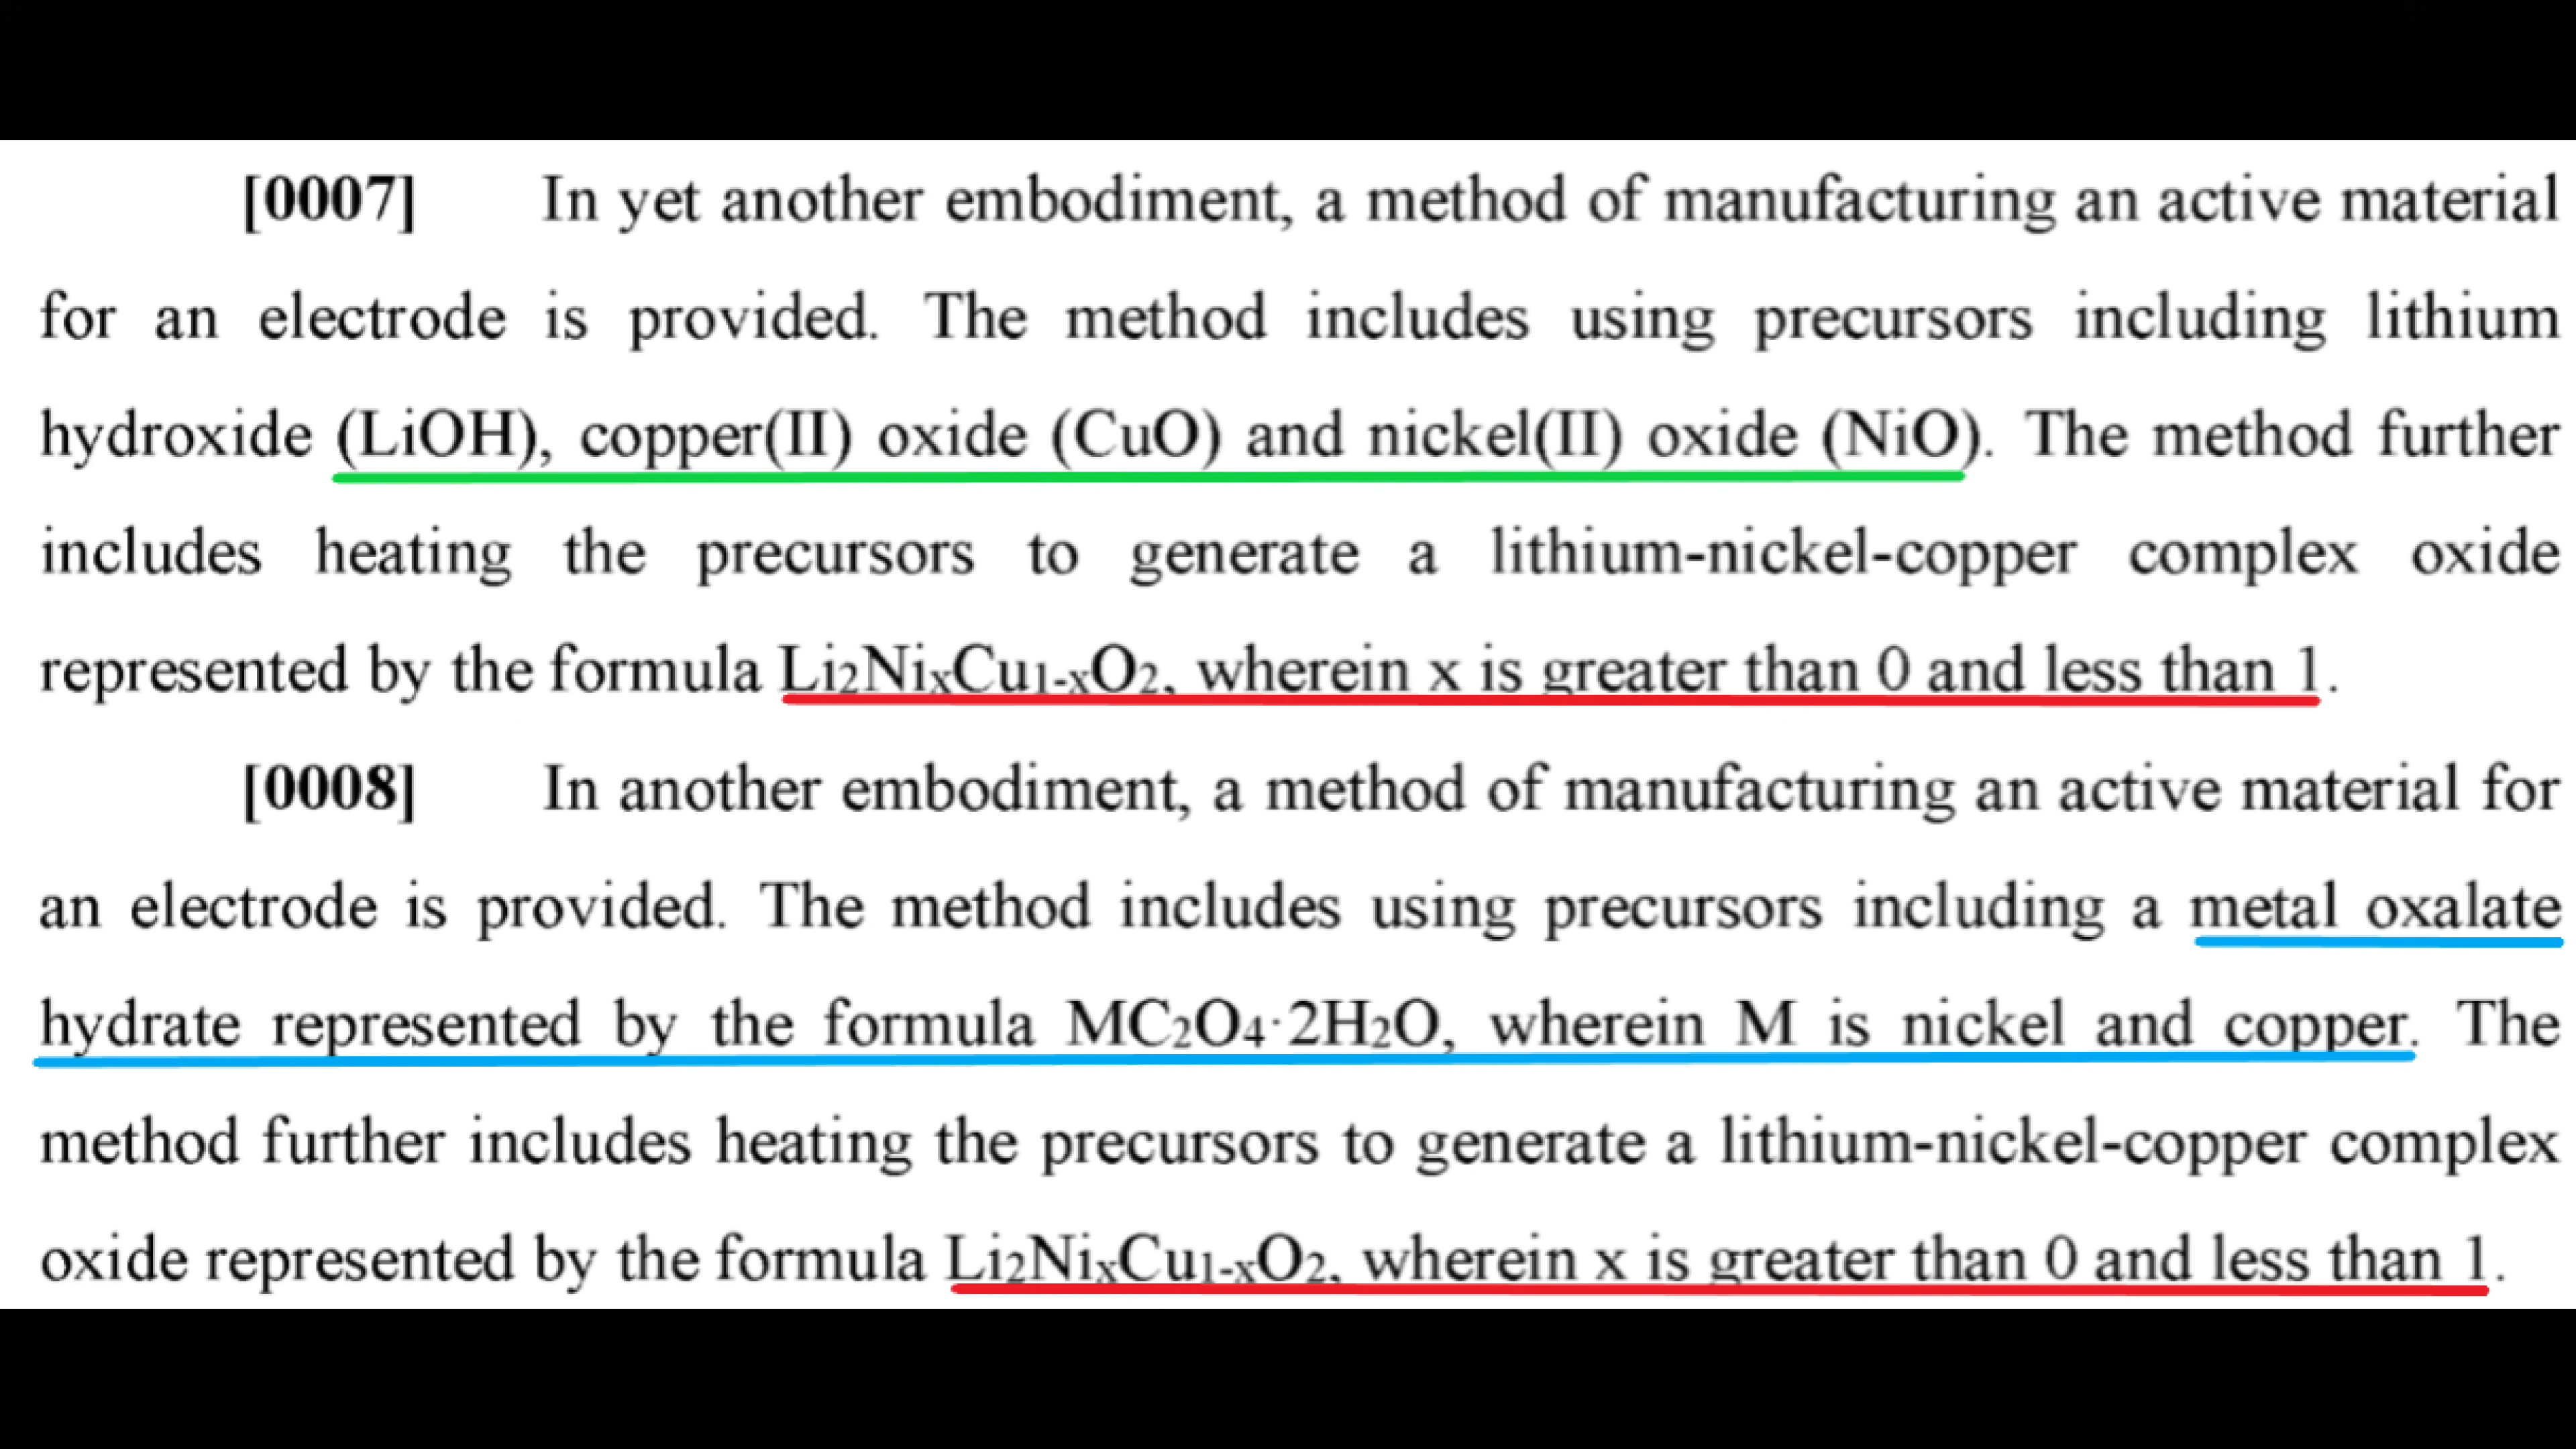 [0007] In yet another embodiment, a method of manufacturing an active material
for an electrode is provided. The method includes using precursors including lithium
hydroxide (LiOH), copper(II) oxide (CuO) and nickel(II) oxide (NiO). The method further
includes heating the precursors to generate a lithium-nickel-copper complex oxide
represented by the formula Li₂NiₓCu₁₋ₓO₂, wherein x is greater than 0 and less than 1.
[0008] In another embodiment, a method of manufacturing an active material for
an electrode is provided. The method includes using precursors including a metal oxalate
hydrate represented by the formula MC₂O₄·2H₂O, wherein M is nickel and copper. The
method further includes heating the precursors to generate a lithium-nickel-copper complex
oxide represented by the formula Li₂NiₓCu₁₋ₓO₂, wherein x is greater than 0 and less than 1.